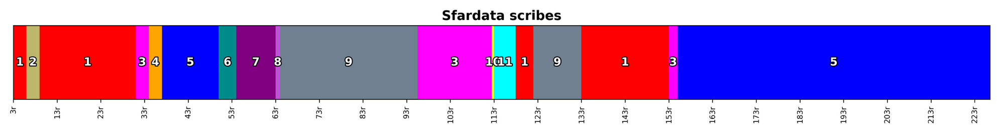 Sfardata scribes
1 2 1 3 4 5 6 7 8 9 3 10 11 1 9 1 3 5
3r 13r 23r 33r 43r 53r 63r 73r 83r 93r 103r 113r 123r 133r 143r 153r 163r 173r 183r 193r 203r 213r 223r